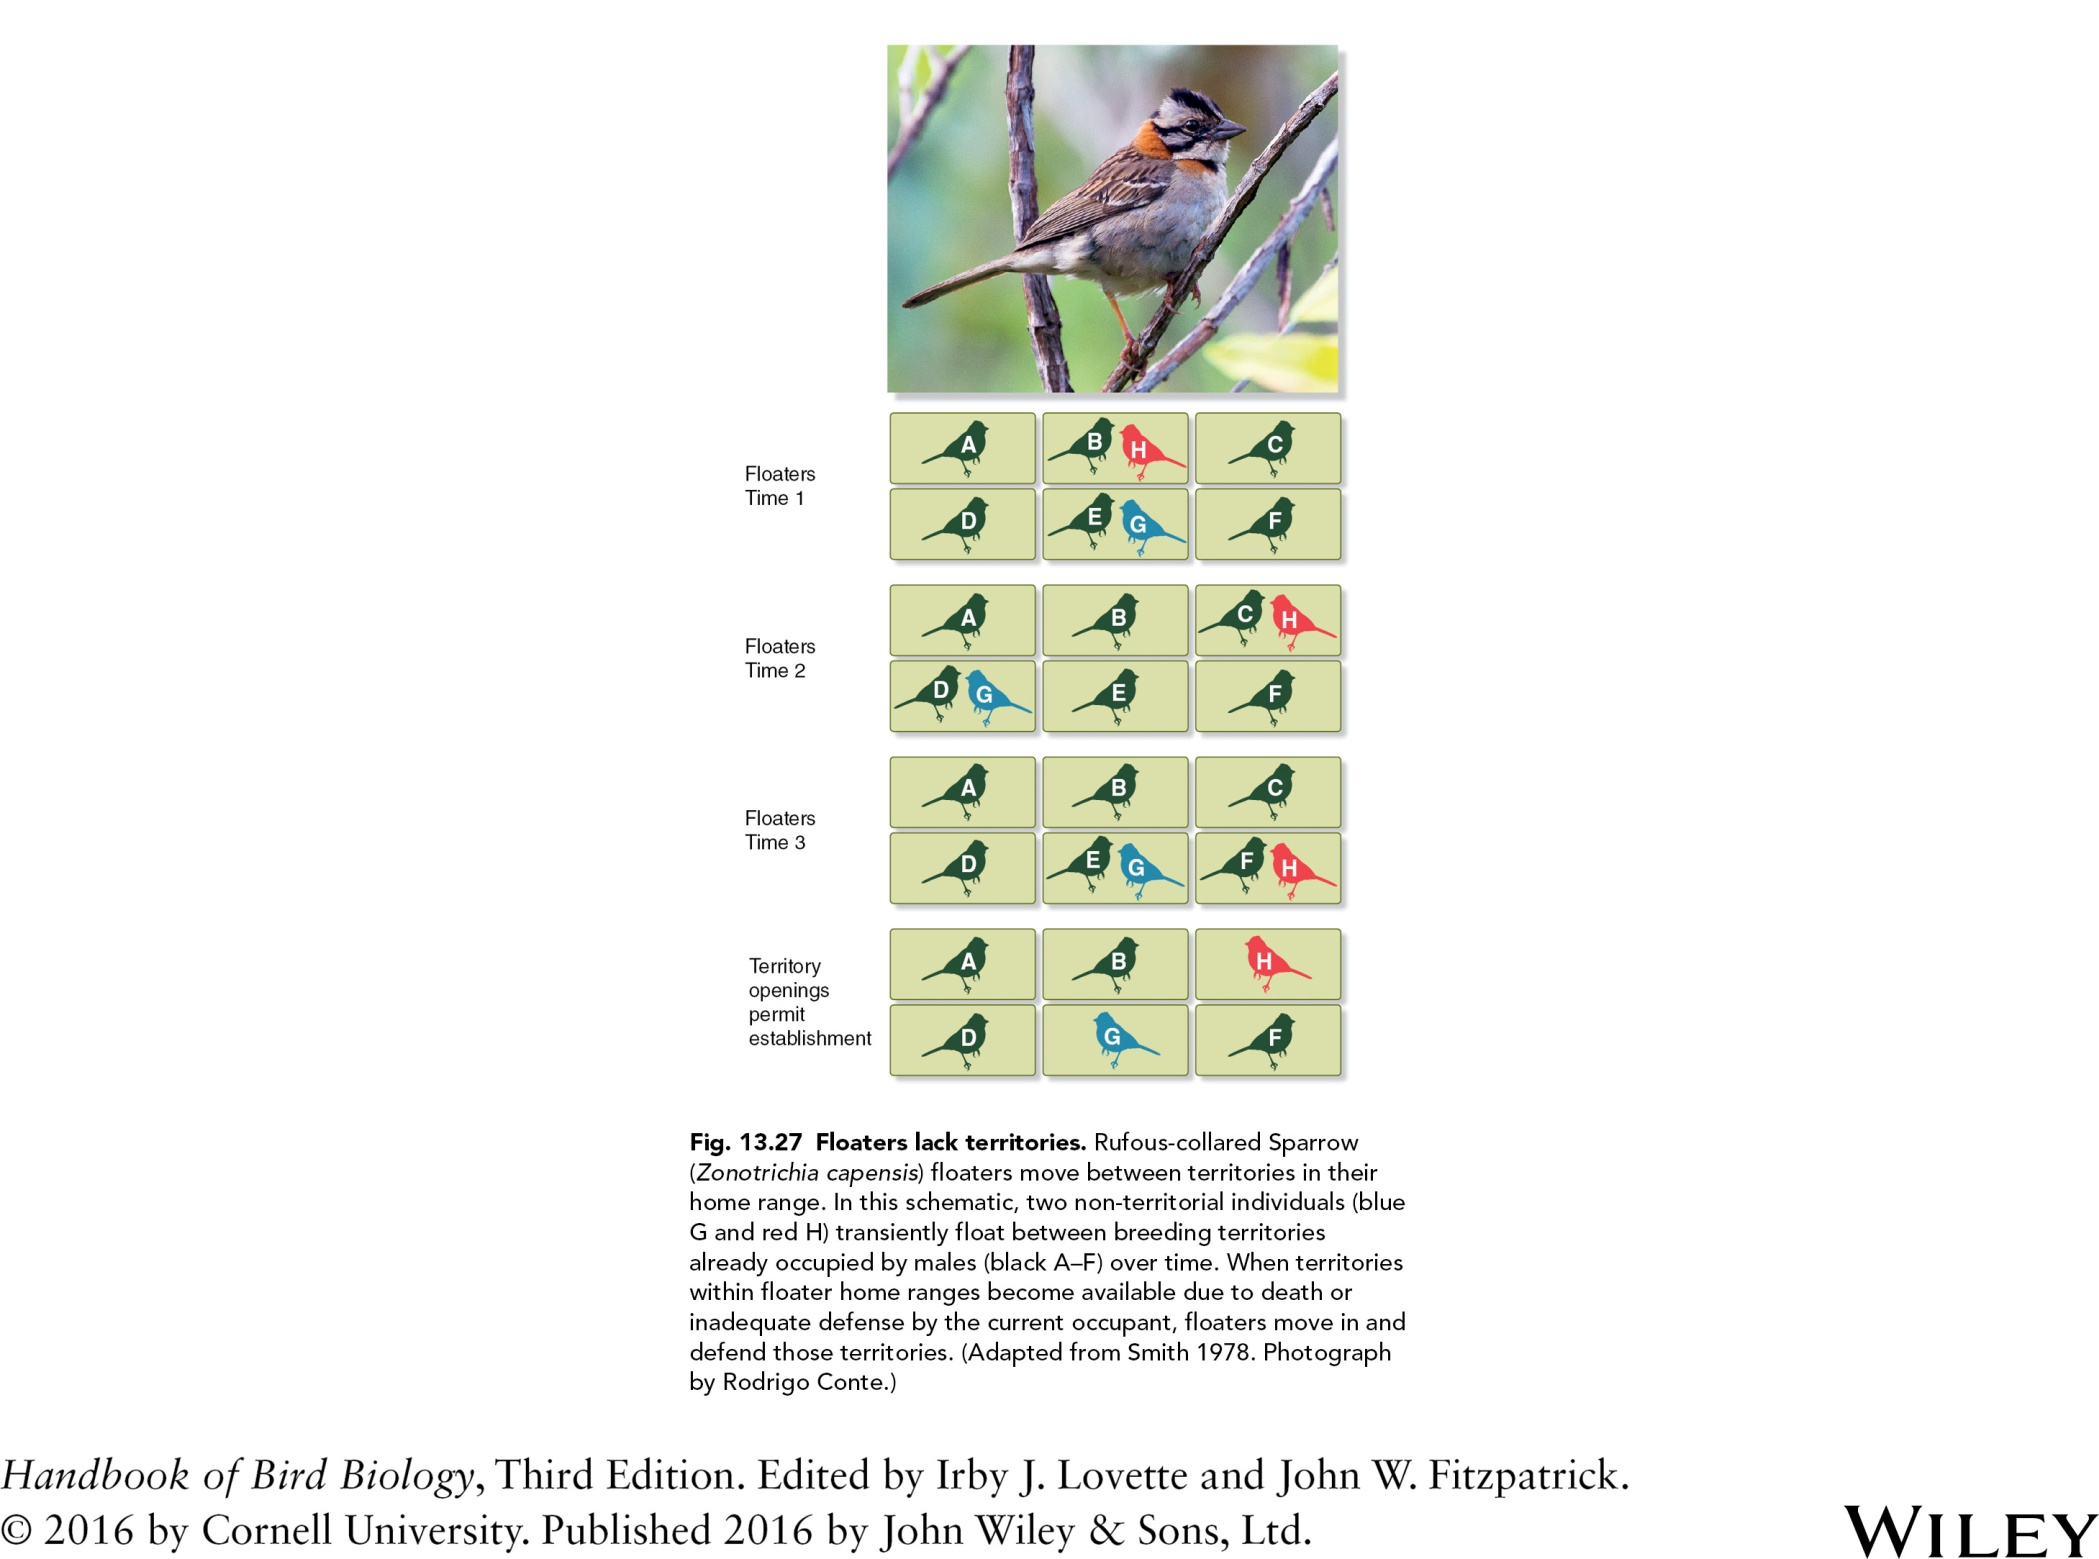 Floaters
Time 1
A
B H
C
D
E G
F
Floaters
Time 2
A
B
C H
D G
E
F
Floaters
Time 3
A
B
C
D
E G
F H
Territory
openings
permit
establishment
A
B
H
D
G
F
Fig. 13.27 Floaters lack territories. Rufous-collared Sparrow
(Zonotrichia capensis) floaters move between territories in their
home range. In this schematic, two non-territorial individuals (blue
G and red H) transiently float between breeding territories
already occupied by males (black A–F) over time. When territories
within floater home ranges become available due to death or
inadequate defense by the current occupant, floaters move in and
defend those territories. (Adapted from Smith 1978. Photograph
by Rodrigo Conte.)
Handbook of Bird Biology, Third Edition. Edited by Irby J. Lovette and John W. Fitzpatrick.
© 2016 by Cornell University. Published 2016 by John Wiley & Sons, Ltd.
WILEY